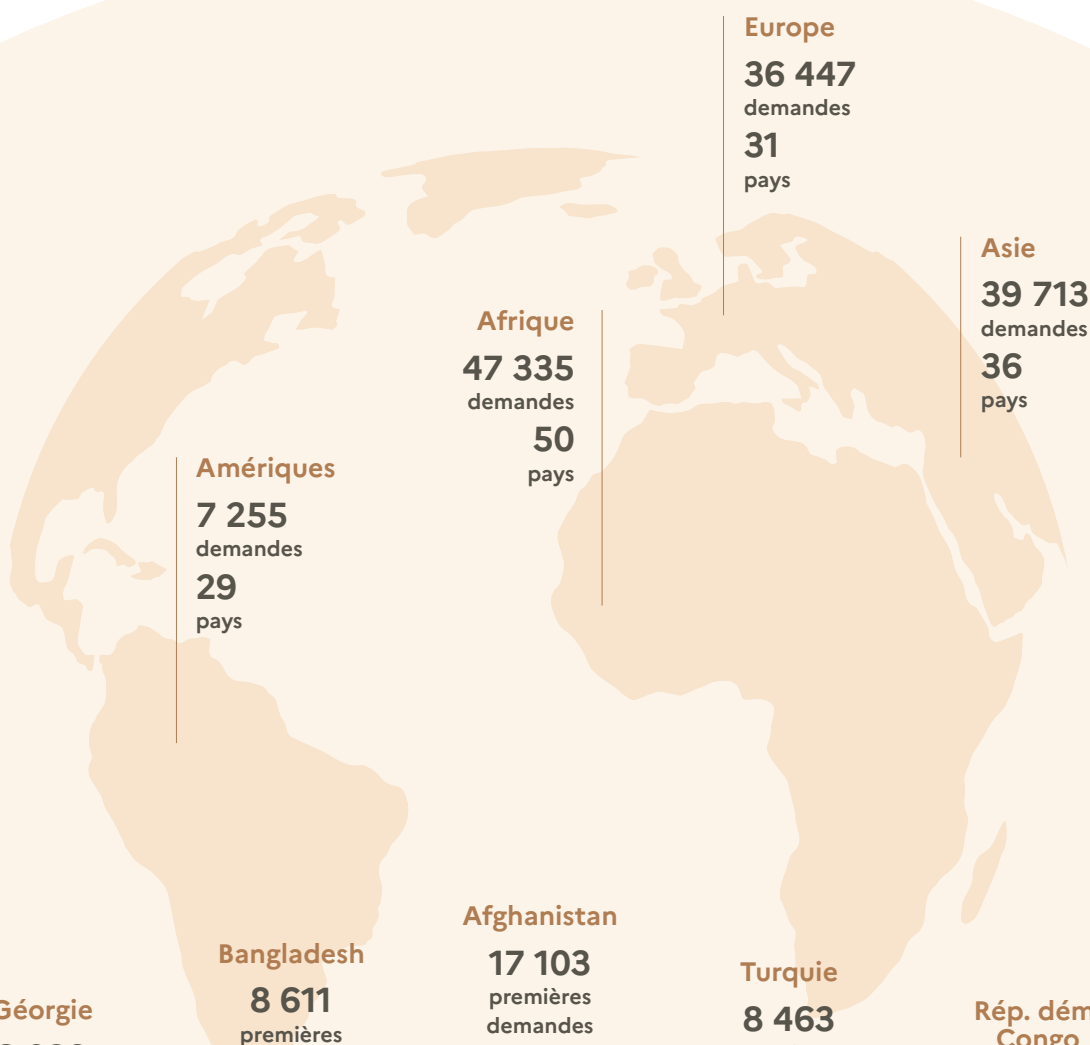 Europe
36 447
demandes
31
pays
Asie
39 713
demandes
36
pays
Afrique
47 335
demandes
50
pays
Amériques
7 255
demandes
29
pays
Afghanistan
17 103
premières
demandes
Bangladesh
8 611
premières
Turquie
8 463
Géorgie
Rép. dém
Congo